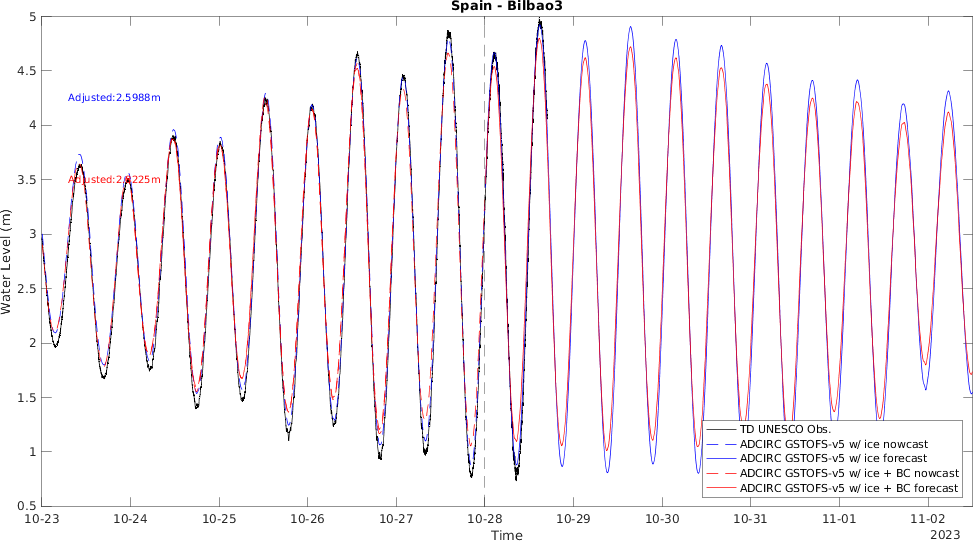 Spain - Bilbao3
Water Level (m)
5
4.5
4
3.5
3
2.5
2
1.5
1
0.5
Adjusted:2.5988m
10-23
10-24
10-25
10-26
10-27
10-28
10-29
10-30
10-31
11-01
11-02
2023
Time
TD UNESCO Obs.
ADCIRC GSTOFS-v5 w/ ice nowcast
ADCIRC GSTOFS-v5 w/ ice forecast
ADCIRC GSTOFS-v5 w/ ice + BC nowcast
ADCIRC GSTOFS-v5 w/ ice + BC forecast